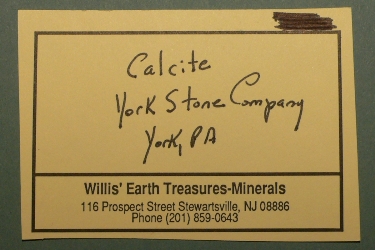 Calcite
York Stone Company
York, PA
Willis' Earth Treasures-Minerals
116 Prospect Street Stewartsville, NJ 08886
Phone (201) 859-0643